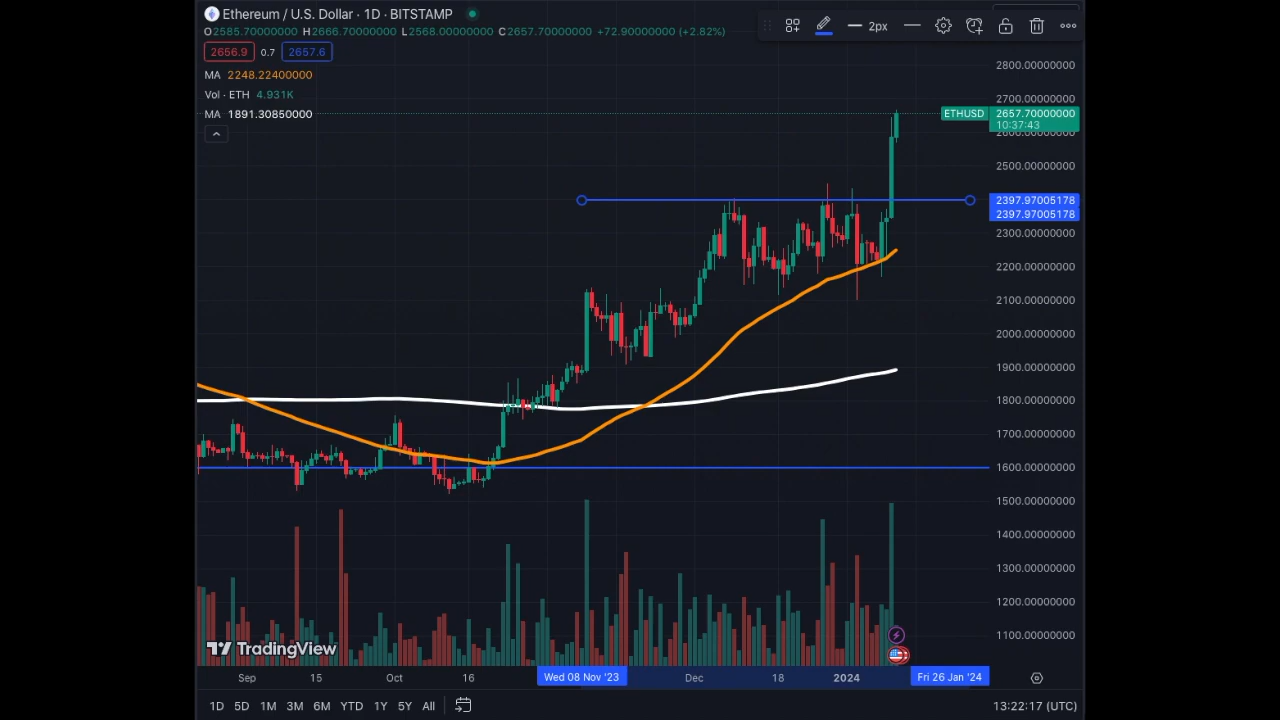 Ethereum / U.S. Dollar · 1D · BITSTAMP
O2585.70000000 H2666.70000000 L2568.00000000 C2657.70000000 +72.90000000 (+2.82%)
2px
2656.9 0.7 2657.6
MA 2248.22400000
Vol · ETH 4.931K
MA 1891.30850000
2800.00000000
2700.00000000
ETHUSD 2657.70000000
10:37:43
2600.00000000
2500.00000000
2397.97005178
2397.97005178
2300.00000000
2200.00000000
2100.00000000
2000.00000000
1900.00000000
1800.00000000
1700.00000000
1600.00000000
1500.00000000
1400.00000000
1300.00000000
1200.00000000
1100.00000000
TradingView
Sep 15 Oct 16 Wed 08 Nov '23 Dec 18 2024 Fri 26 Jan '24
1D 5D 1M 3M 6M YTD 1Y 5Y All 13:22:17 (UTC)